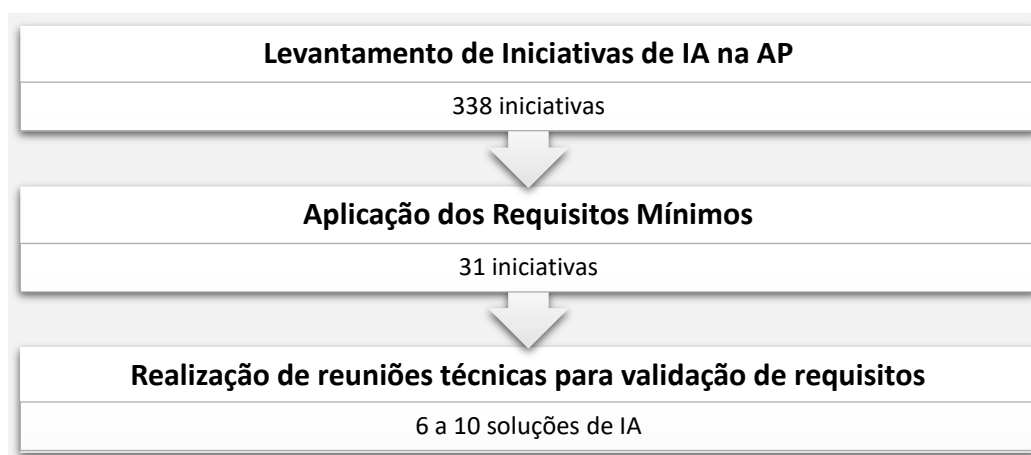 Levantamento de Iniciativas de IA na AP
338 iniciativas
Aplicação dos Requisitos Mínimos
31 iniciativas
Realização de reuniões técnicas para validação de requisitos
6 a 10 soluções de IA